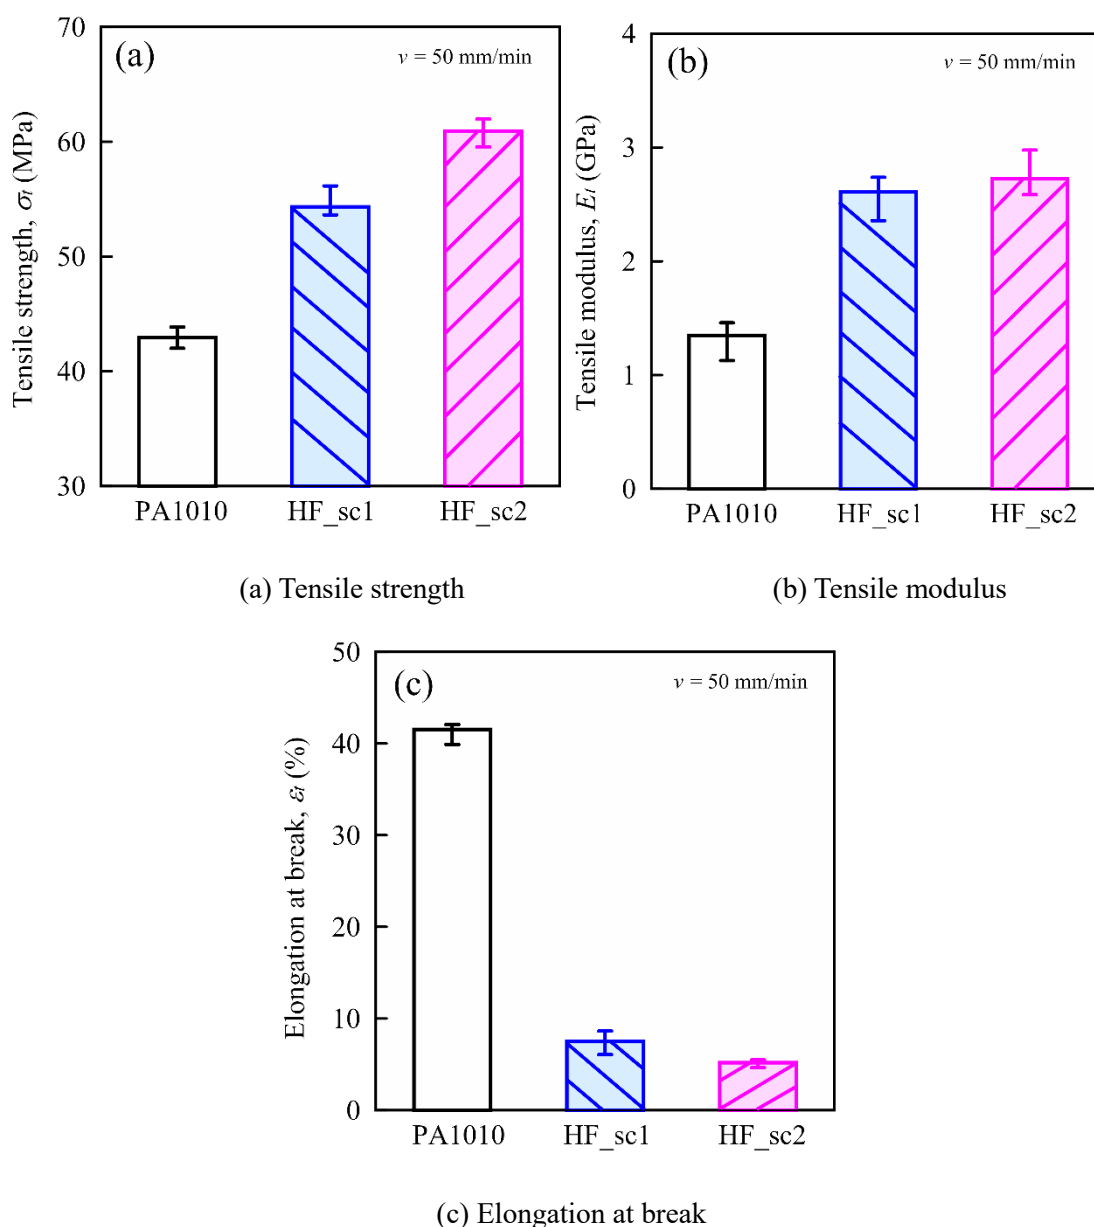 (a)
v = 50 mm/min
Tensile strength, σt (MPa)
70
60
50
40
30
PA1010 HF_sc1 HF_sc2
(a) Tensile strength
(b)
v = 50 mm/min
Tensile modulus, Et (GPa)
4
3
2
1
0
PA1010 HF_sc1 HF_sc2
(b) Tensile modulus
(c)
v = 50 mm/min
Elongation at break, εt (%)
50
40
30
20
10
0
PA1010 HF_sc1 HF_sc2
(c) Elongation at break